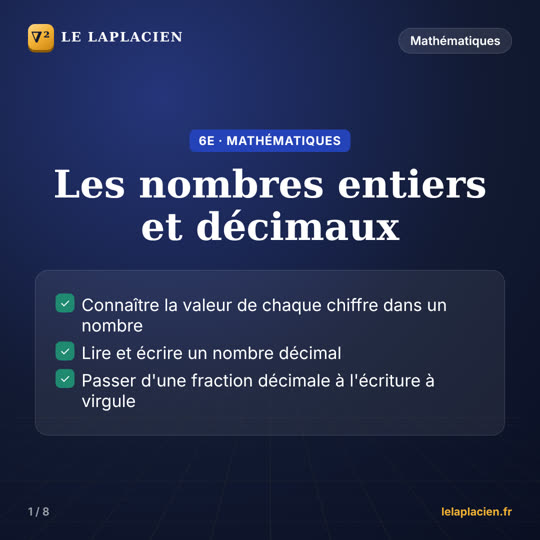 ∇² LE LAPLACIEN
Mathématiques
6E · MATHÉMATIQUES
Les nombres entiers
et décimaux
Connaître la valeur de chaque chiffre dans un
nombre
Lire et écrire un nombre décimal
Passer d'une fraction décimale à l'écriture à
virgule
1 / 8
lelaplacien.fr